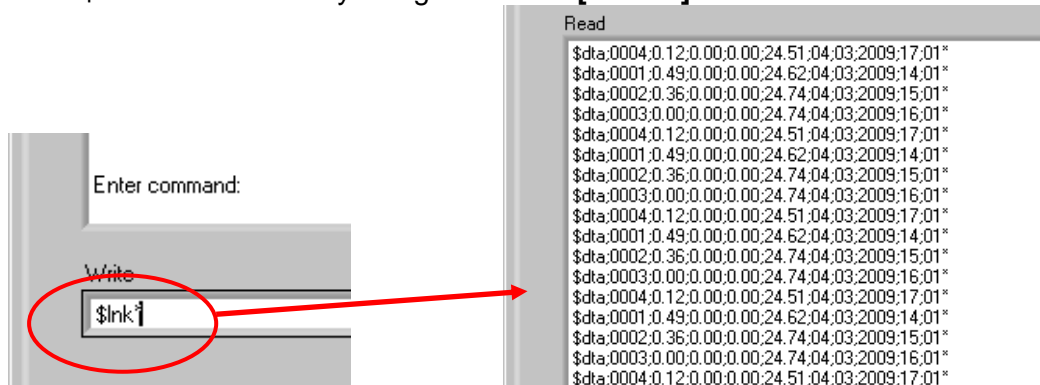 Read
$dta;0004;0.12;0.00;0.00;24.51;04;03;2009;17;01*
$dta;0001;0.49;0.00;0.00;24.62;04;03;2009;14;01*
$dta;0002;0.36;0.00;0.00;24.74;04;03;2009;15;01*
$dta;0003;0.00;0.00;0.00;24.74;04;03;2009;16;01*
$dta;0004;0.12;0.00;0.00;24.51;04;03;2009;17;01*
$dta;0001;0.49;0.00;0.00;24.62;04;03;2009;14;01*
$dta;0002;0.36;0.00;0.00;24.74;04;03;2009;15;01*
$dta;0003;0.00;0.00;0.00;24.74;04;03;2009;16;01*
$dta;0004;0.12;0.00;0.00;24.51;04;03;2009;17;01*
$dta;0001;0.49;0.00;0.00;24.62;04;03;2009;14;01*
$dta;0002;0.36;0.00;0.00;24.74;04;03;2009;15;01*
$dta;0003;0.00;0.00;0.00;24.74;04;03;2009;16;01*
$dta;0004;0.12;0.00;0.00;24.51;04;03;2009;17;01*
$dta;0001;0.49;0.00;0.00;24.62;04;03;2009;14;01*
$dta;0002;0.36;0.00;0.00;24.74;04;03;2009;15;01*
$dta;0003;0.00;0.00;0.00;24.74;04;03;2009;16;01*
$dta;0004;0.12;0.00;0.00;24.51;04;03;2009;17;01*
Enter command:
Write
$lnk*